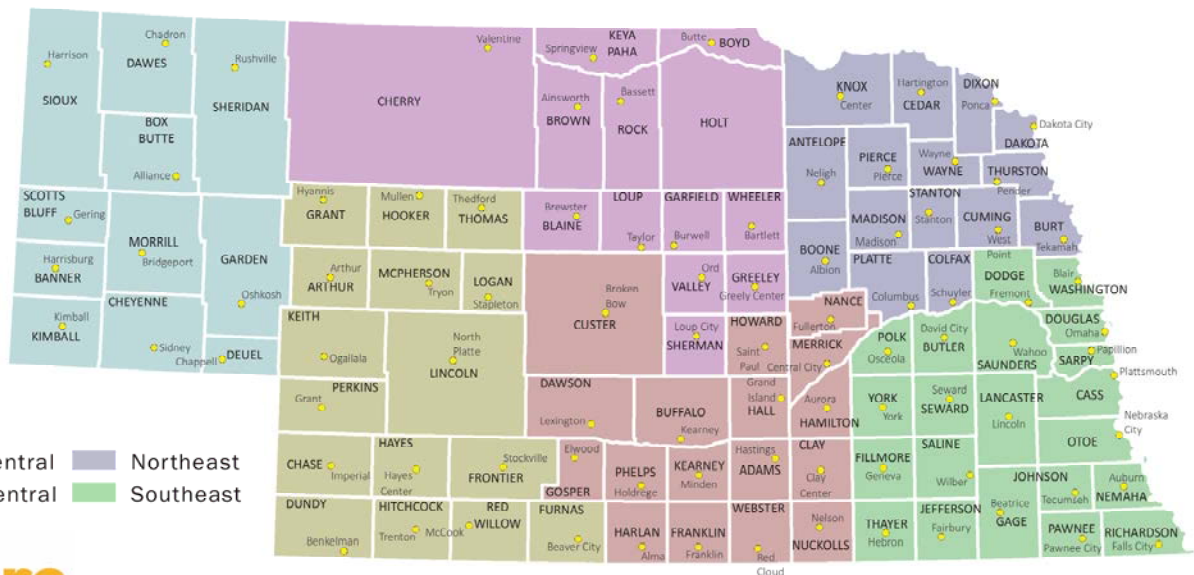 Harrison
SIOUX
Chadron
DAWES
Rushville
SHERIDAN
BOX
BUTTE
Alliance
SCOTTS
BLUFF
Gering
MORRILL
Bridgeport
Harrisburg
BANNER
GARDEN
Oshkosh
CHEYENNE
Kimball
KIMBALL
Sidney
Chappell
DEUEL
Valentine
CHERRY
KEYA
PAHA
Springview
Butte
BOYD
Ainsworth
BROWN
Bassett
ROCK
HOLT
Brewster
BLAINE
LOUP
Taylor
GARFIELD
Burwell
WHEELER
Bartlett
Ord
VALLEY
GREELEY
Greely Center
Loup City
SHERMAN
Hyannis
GRANT
Mullen
HOOKER
Thedford
THOMAS
Arthur
ARTHUR
MCPHERSON
Tryon
LOGAN
Stapleton
KEITH
Ogallala
North
Platte
LINCOLN
PERKINS
Grant
CHASE
Imperial
HAYES
Hayes
Center
Stockville
FRONTIER
DUNDY
Benkelman
HITCHCOCK
Trenton
McCook
RED
WILLOW
FURNAS
Beaver City
Broken
Bow
CUSTER
HOWARD
Saint
Paul
NANCE
Fullerton
MERRICK
Central City
DAWSON
Lexington
BUFFALO
Kearney
Grand
Island
HALL
Aurora
HAMILTON
Elwood
GOSPER
PHELPS
Holdrege
KEARNEY
Minden
Hastings
ADAMS
CLAY
Clay
Center
HARLAN
Alma
FRANKLIN
Franklin
WEBSTER
Red
Cloud
Nelson
NUCKOLLS
KNOX
Center
Hartington
CEDAR
DIXON
Ponca
Dakota City
DAKOTA
ANTELOPE
Neligh
PIERCE
Pierce
Wayne
WAYNE
THURSTON
Pender
MADISON
Madison
STANTON
Stanton
CUMING
West
Point
BURT
Tekamah
BOONE
Albion
PLATTE
Columbus
COLFAX
Schuyler
DODGE
Fremont
Blair
WASHINGTON
DOUGLAS
Omaha
SARPY
Papillion
POLK
Osceola
David City
BUTLER
Wahoo
SAUNDERS
Plattsmouth
CASS
YORK
York
Seward
SEWARD
LANCASTER
Lincoln
Nebraska
City
OTOE
FILLMORE
Geneva
SALINE
Wilber
JOHNSON
Tecumseh
Auburn
NEMAHA
THAYER
Hebron
JEFFERSON
Fairbury
Beatrice
GAGE
PAWNEE
Pawnee City
RICHARDSON
Falls City
entral
Northeast
entral
Southeast